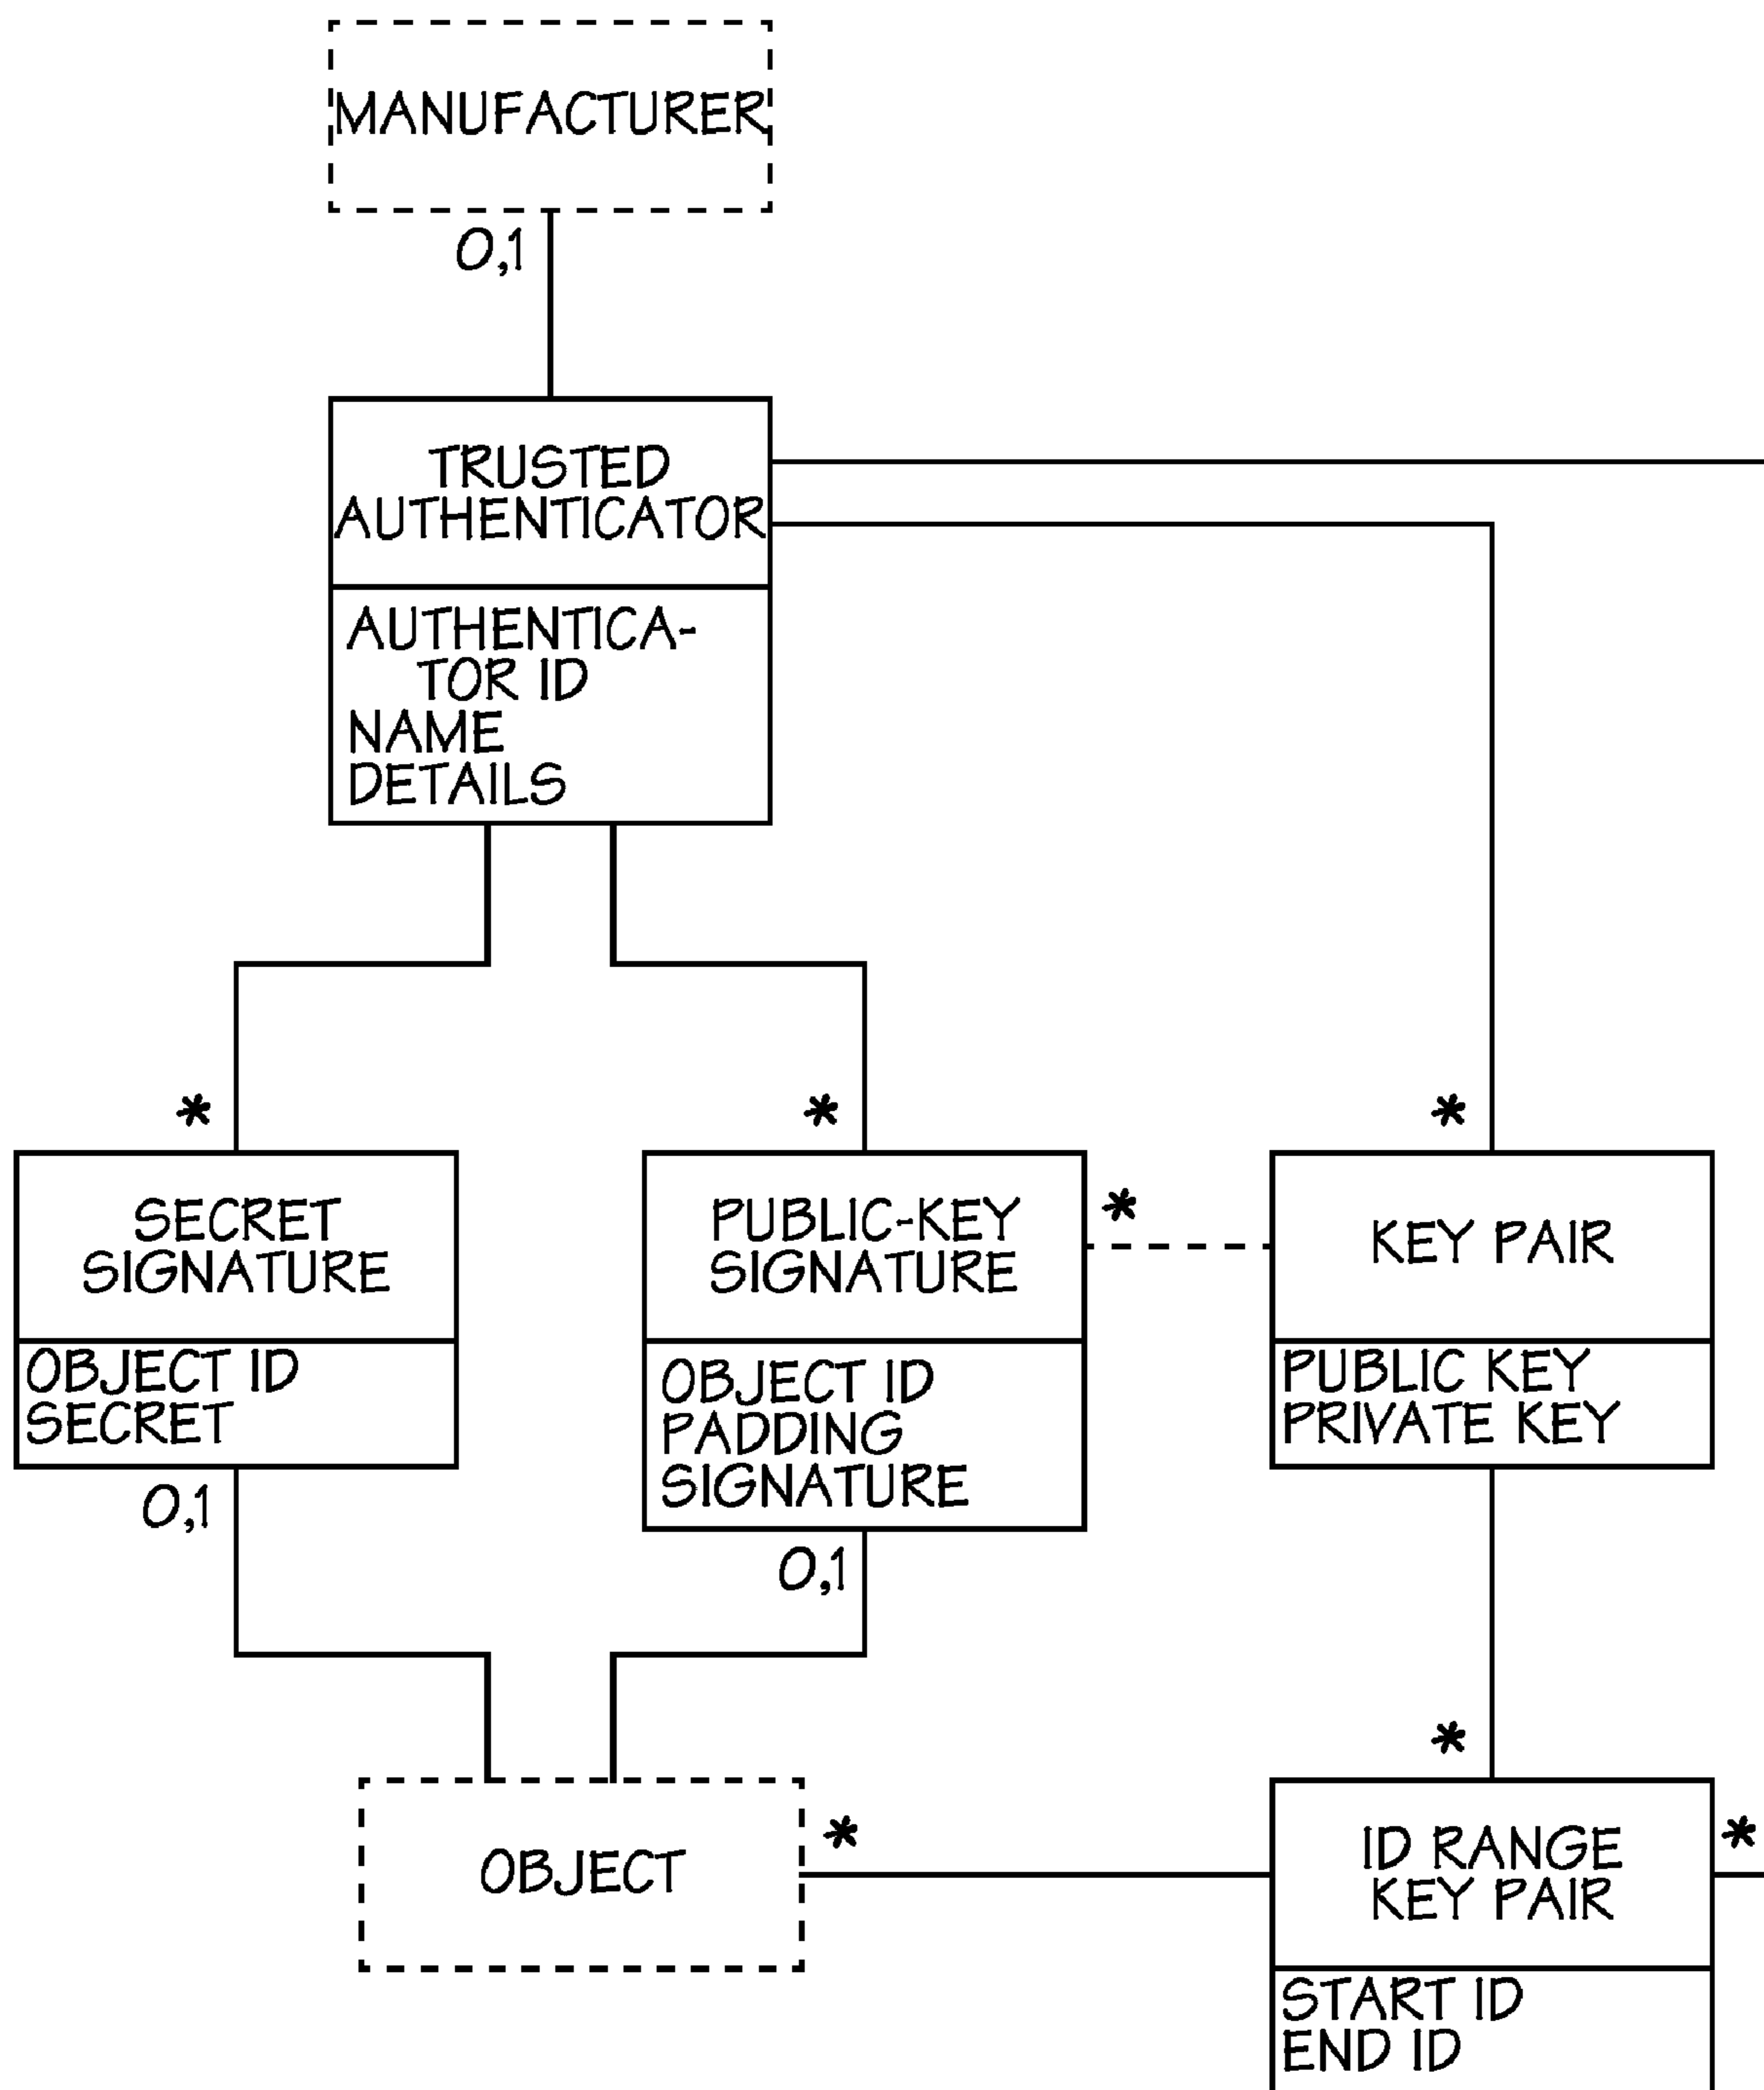 MANUFACTURER
0,1
TRUSTED
AUTHENTICATOR
AUTHENTICA-
TOR ID
NAME
DETAILS
*
*
*
SECRET
SIGNATURE
OBJECT ID
SECRET
0,1
PUBLIC-KEY
SIGNATURE
*
OBJECT ID
PADDING
SIGNATURE
0,1
KEY PAIR
PUBLIC KEY
PRIVATE KEY
*
OBJECT
*
ID RANGE
KEY PAIR
*
START ID
END ID